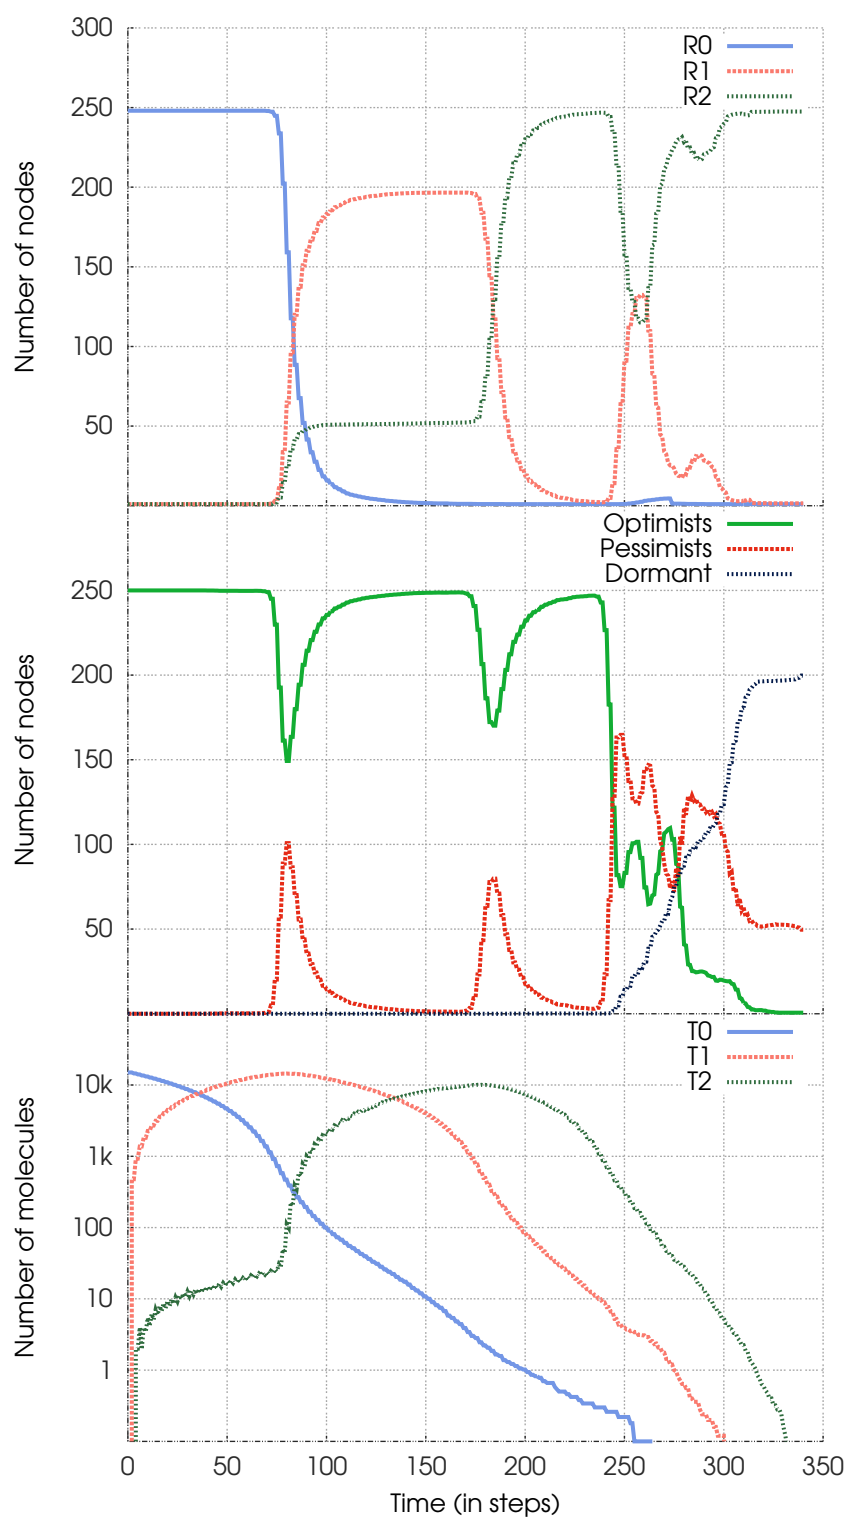 300
250
200
150
100
50
Number of nodes
R0
R1
R2
250
200
150
100
50
Number of nodes
Optimists
Pessimists
Dormant
10k
1k
100
10
1
Number of molecules
T0
T1
T2
0 50 100 150 200 250 300 350
Time (in steps)